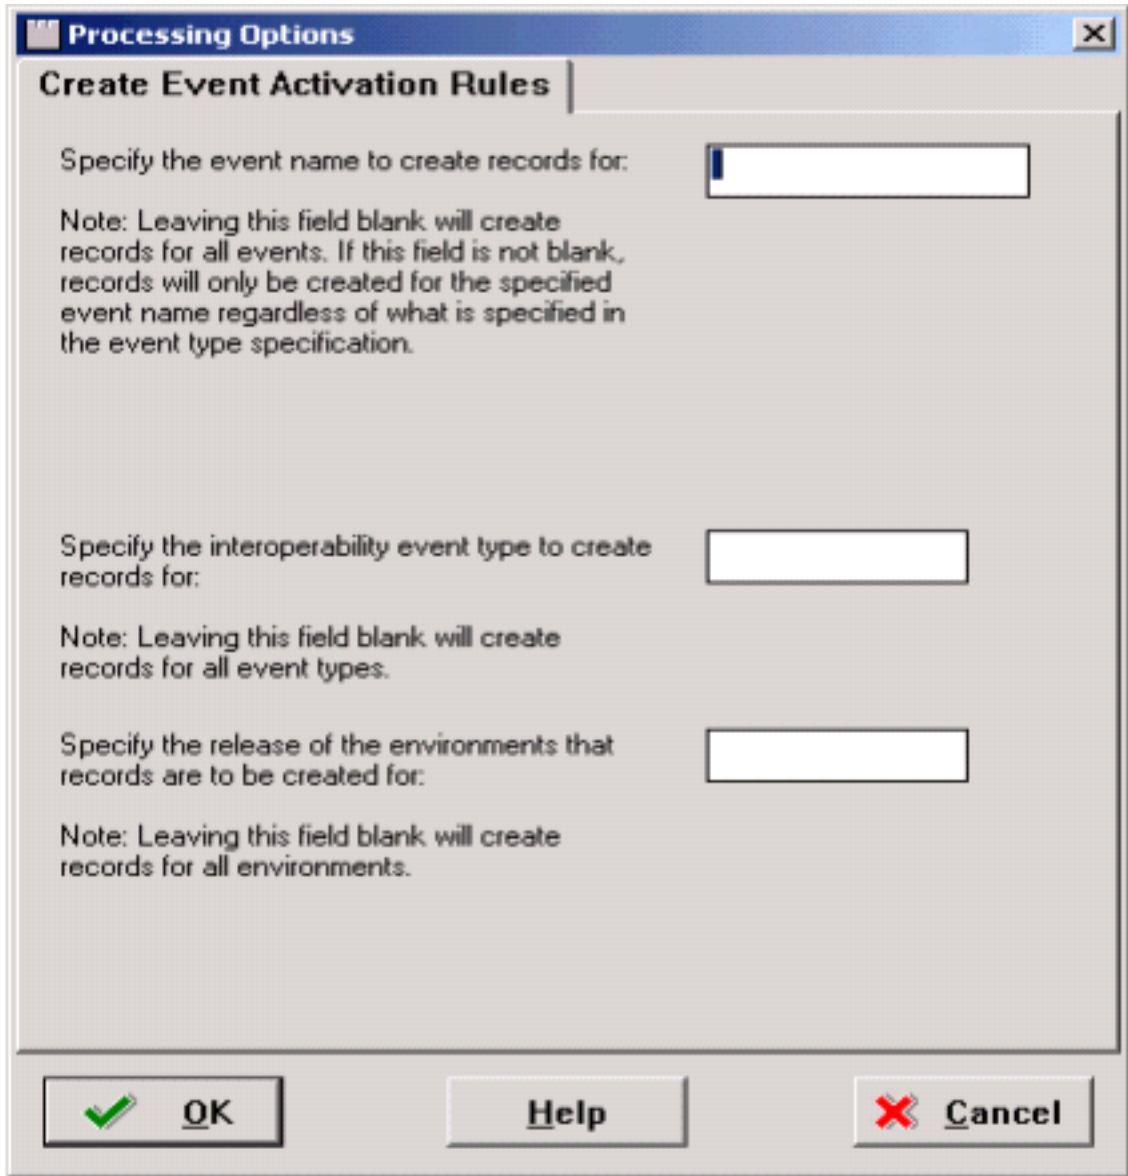 Processing Options
Create Event Activation Rules
Specify the event name to create records for:
Note: Leaving this field blank will create
records for all events. If this field is not blank,
records will only be created for the specified
event name regardless of what is specified in
the event type specification.
Specify the interoperability event type to create
records for:
Note: Leaving this field blank will create
records for all event types.
Specify the release of the environments that
records are to be created for:
Note: Leaving this field blank will create
records for all environments.
OK
Help
Cancel